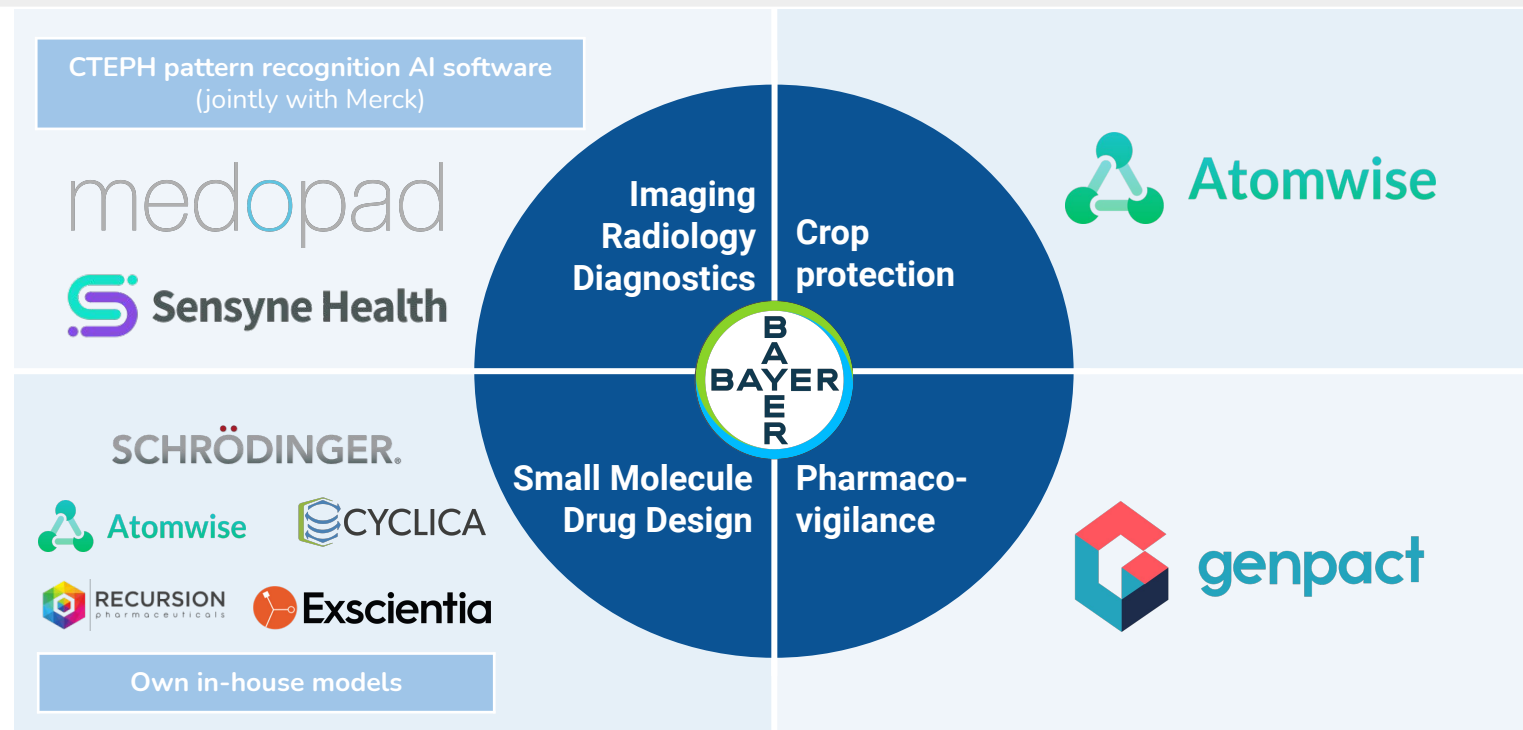 CTEPH pattern recognition AI software
(jointly with Merck)
medopad
Sensyne Health
Imaging
Radiology
Diagnostics
Crop
protection
Atomwise
BAYER
BAYER
SCHRÖDINGER®
Atomwise
CYCLICA
RECURSION
pharmaceuticals
Exscientia
Own in-house models
Small Molecule
Drug Design
Pharmaco-
vigilance
genpact